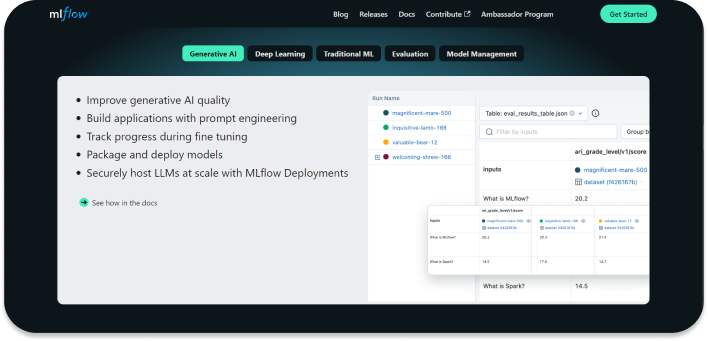 mlflow
Blog Releases Docs Contribute Ambassador Program Get Started
Generative AI Deep Learning Traditional ML Evaluation Model Management
Improve generative AI quality
Build applications with prompt engineering
Track progress during fine tuning
Package and deploy models
Securely host LLMs at scale with MLflow Deployments
See how in the docs
Run Name
magnificent-mare-500
inquisitive-lamb-188
valuable-bear-12
welcoming-shrew-166
Table: eval_results_table.json
Filter by inputs
Group b
ari_grade_level/v1/score
inputs
magnificent-mare-500
dataset (f426167b)
What is MLflow? 20.2
ari_grade_level/v1/score
inputs magnificent-mare-500 inquisitive-lamb-188 valuable-bear-12
dataset (f426167b) dataset (f426167b) dataset (f426167b)
What is MLflow? 20.2 20.3 21.4
What is Spark? 14.5 17.6 14.7
What is Spark? 14.5